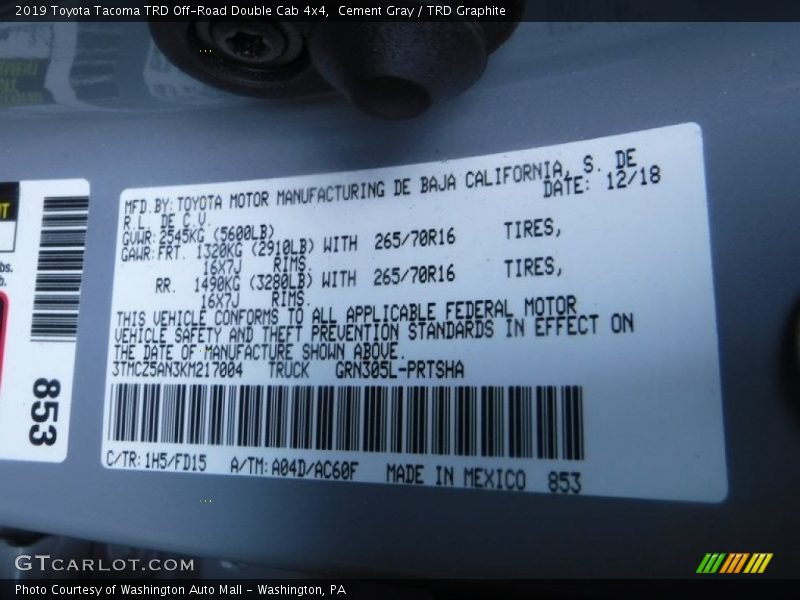 2019 Toyota Tacoma TRD Off-Road Double Cab 4x4, Cement Gray / TRD Graphite
MFD.BY:TOYOTA MOTOR MANUFACTURING DE BAJA CALIFORNIA, S. DE
R.L. DE C.V. DATE: 12/18
GVWR:2545KG (5600LB)
GAWR:FRT. 1320KG (2910LB) WITH 265/70R16 TIRES,
16X7J RIMS,
RR. 1490KG (3280LB) WITH 265/70R16 TIRES,
16X7J RIMS.
THIS VEHICLE CONFORMS TO ALL APPLICABLE FEDERAL MOTOR
VEHICLE SAFETY AND THEFT PREVENTION STANDARDS IN EFFECT ON
THE DATE OF MANUFACTURE SHOWN ABOVE.
3TMCZ5AN3KM217004 TRUCK GRN305L-PRTSHA
C/TR:1H5/FD15 A/TM:A04D/AC60F MADE IN MEXICO 853
853
GTCARLOT.COM
Photo Courtesy of Washington Auto Mall - Washington, PA